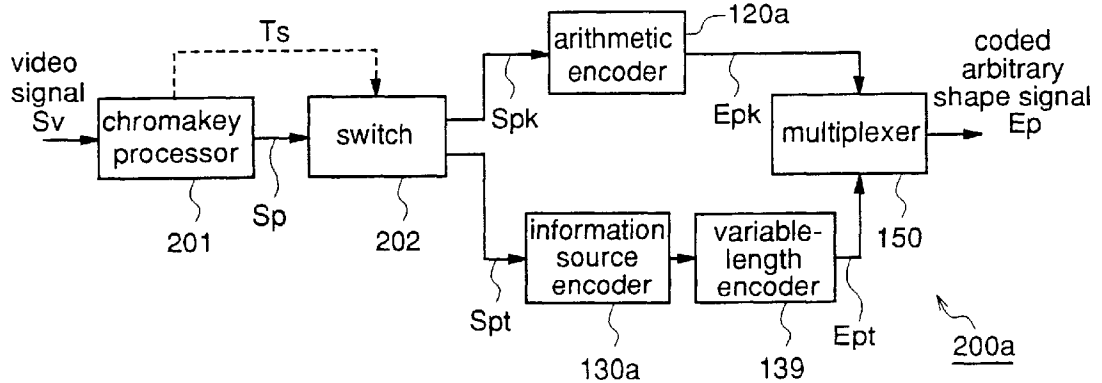 video
signal
Sv
chromakey
processor
201
Ts
Sp
switch
202
Spk
arithmetic
encoder
120a
Epk
Spt
information
source
encoder
130a
variable-
length
encoder
139
Ept
multiplexer
150
coded
arbitrary
shape signal
Ep
200a